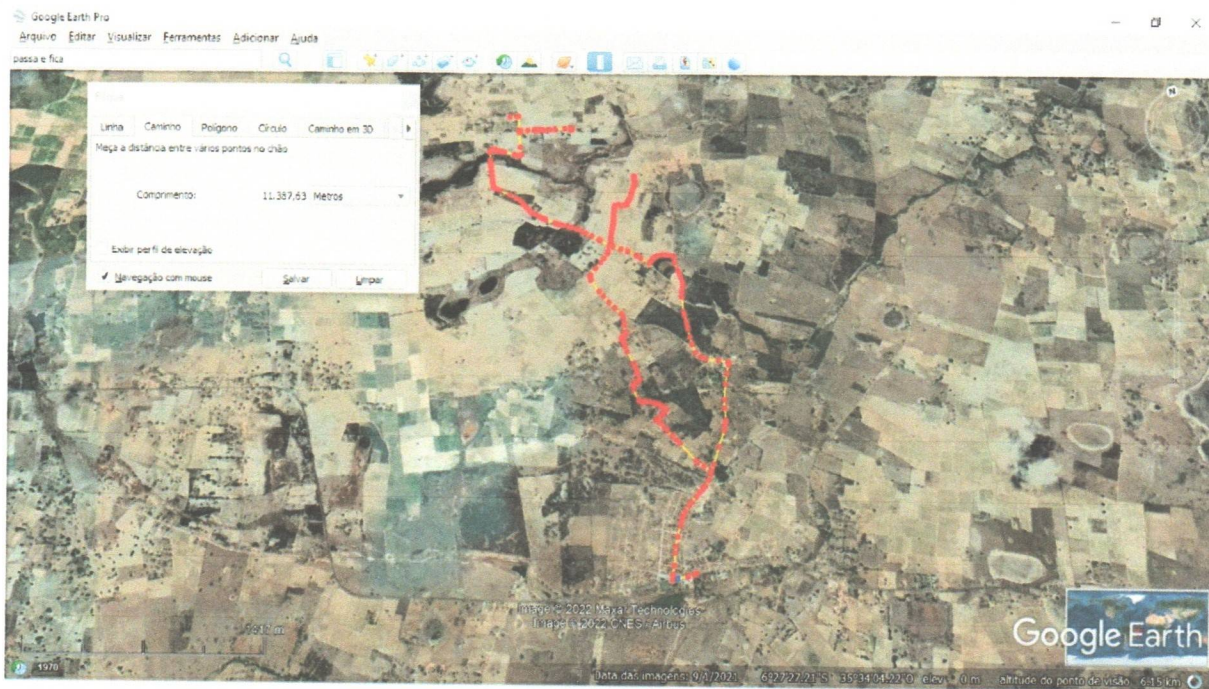 Google Earth Pro
Arquivo Editar Visualizar Ferramentas Adicionar Ajuda
passa e fica
Linha Caminho Polígono Círculo Caminho em 3D
Meça a distância entre vários pontos no chão
Comprimento: 11.387,63 Metros
Exibir perfil de elevação
Navegação com mouse Salvar Limpar
N
Image © 2022 Maxar Technologies
Image © 2022 CNES / Airbus
Google Earth
1970
Data das imagens: 9/1/2021 6°27'27.21"S 35°34'04.22"O elev 0 m altitude do ponto de visão 6.15 km